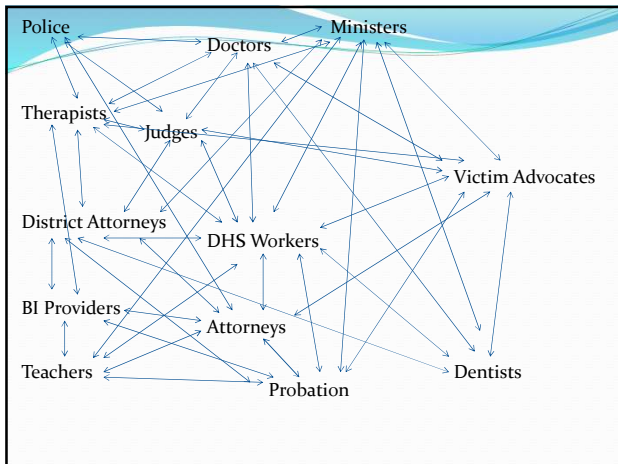 Police
Ministers
Doctors
Therapists
Judges
Victim Advocates
District Attorneys
DHS Workers
BI Providers
Attorneys
Teachers
Dentists
Probation